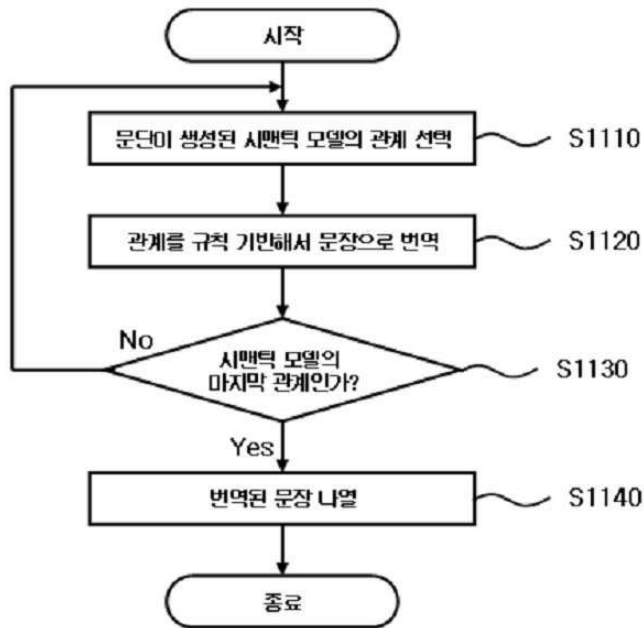 시작
문단이 생성된 시맨틱 모델의 관계 선택
S1110
관계를 규칙 기반해서 문장으로 번역
S1120
No
시맨틱 모델의
마지막 관계인가?
S1130
Yes
번역된 문장 나열
S1140
종료